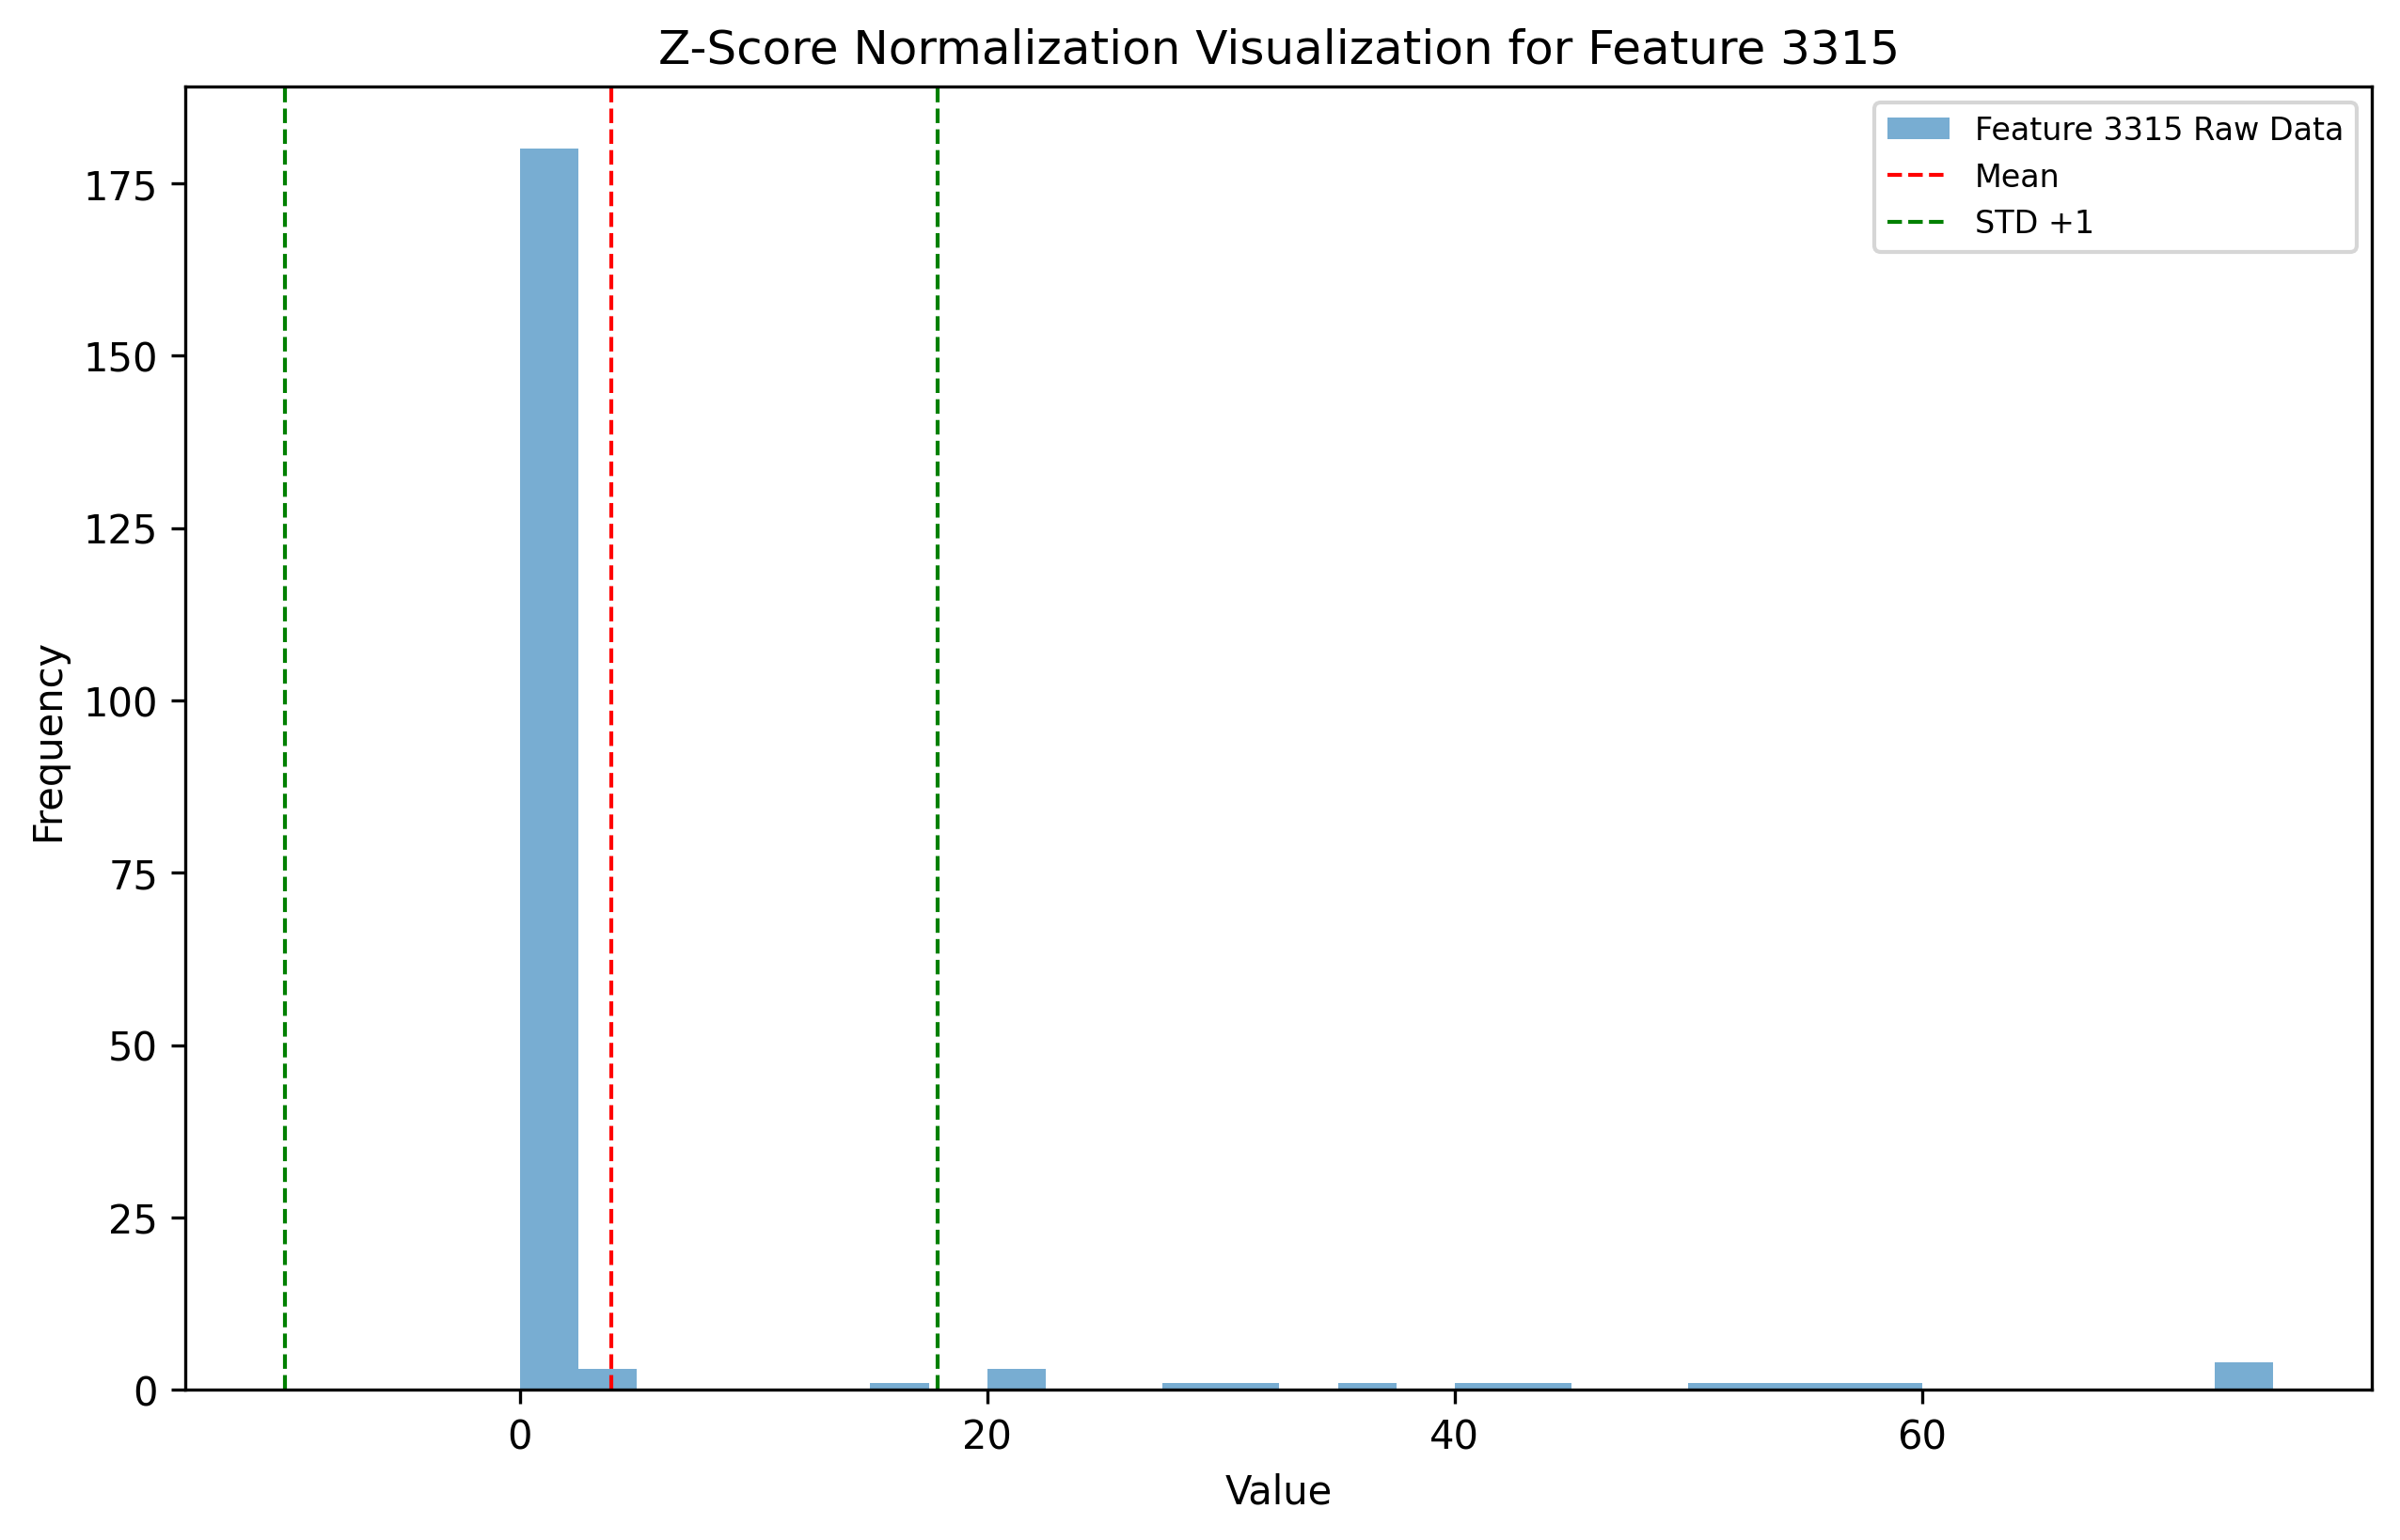 Z-Score Normalization Visualization for Feature 3315
Feature 3315 Raw Data
Mean
STD +1
175
150
125
100
75
50
25
0
Frequency
0 20 40 60
Value